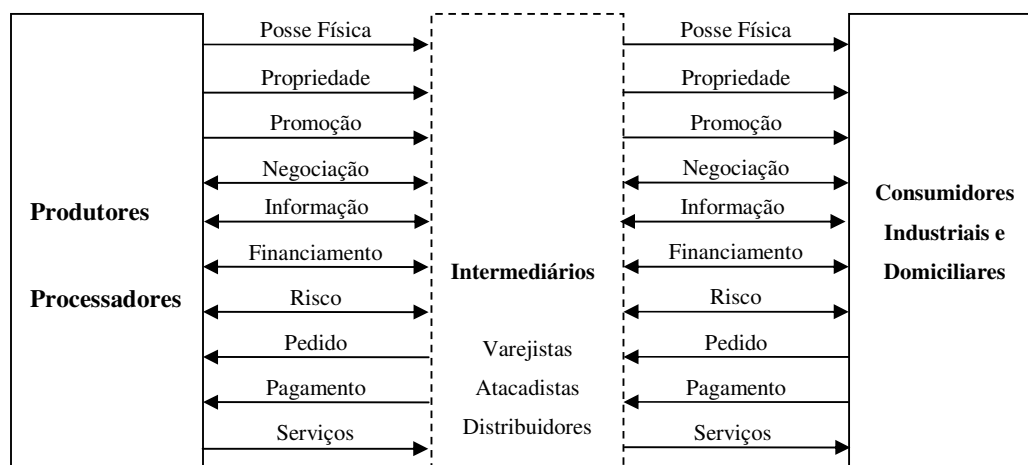 Posse Física
Propriedade
Promoção
Negociação
Informação
Financiamento
Risco
Pedido
Pagamento
Serviços
Produtores
Processadores
Intermediários
Varejistas
Atacadistas
Distribuidores
Posse Física
Propriedade
Promoção
Negociação
Informação
Financiamento
Risco
Pedido
Pagamento
Serviços
Consumidores
Industriais e
Domiciliares